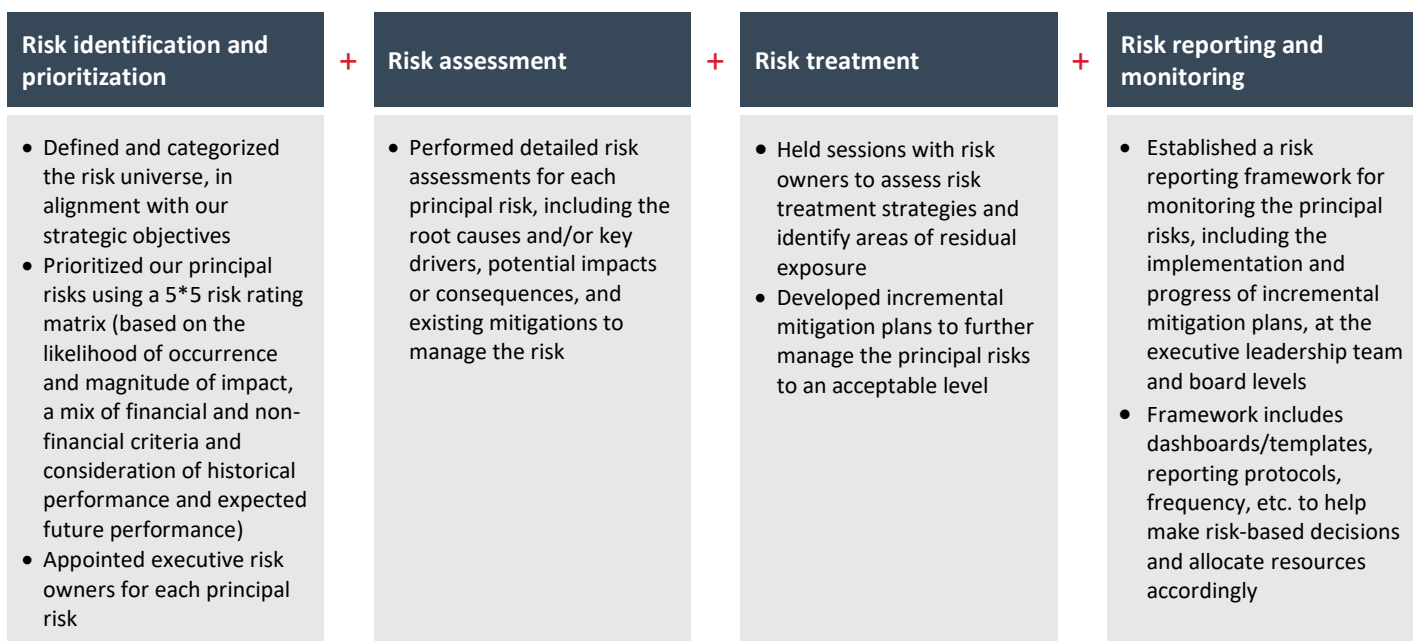 Risk identification and
prioritization
+
Risk assessment
+
Risk treatment
+
Risk reporting and
monitoring
• Defined and categorized
the risk universe, in
alignment with our
strategic objectives
• Prioritized our principal
risks using a 5*5 risk rating
matrix (based on the
likelihood of occurrence
and magnitude of impact,
a mix of financial and non-
financial criteria and
consideration of historical
performance and expected
future performance)
• Appointed executive risk
owners for each principal
risk
• Performed detailed risk
assessments for each
principal risk, including the
root causes and/or key
drivers, potential impacts
or consequences, and
existing mitigations to
manage the risk
• Held sessions with risk
owners to assess risk
treatment strategies and
identify areas of residual
exposure
• Developed incremental
mitigation plans to further
manage the principal risks
to an acceptable level
• Established a risk
reporting framework for
monitoring the principal
risks, including the
implementation and
progress of incremental
mitigation plans, at the
executive leadership team
and board levels
• Framework includes
dashboards/templates,
reporting protocols,
frequency, etc. to help
make risk-based decisions
and allocate resources
accordingly